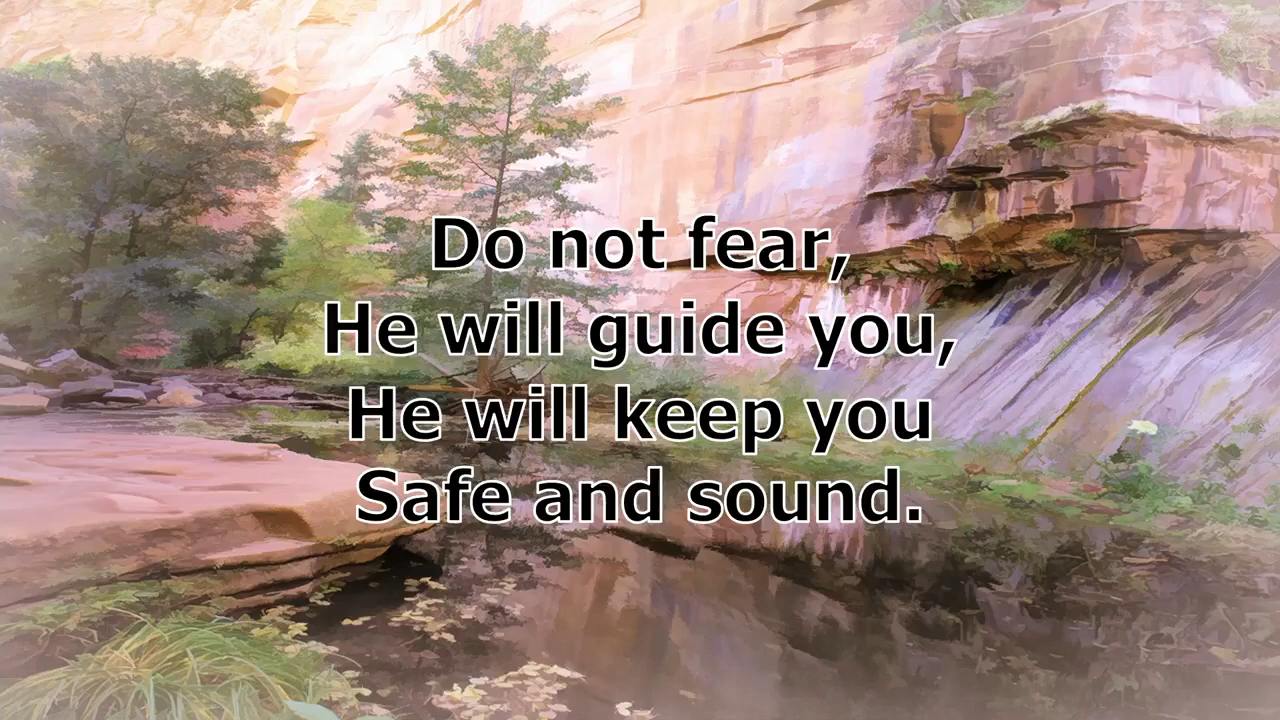 Do not fear,
He will guide you,
He will keep you
Safe and sound.